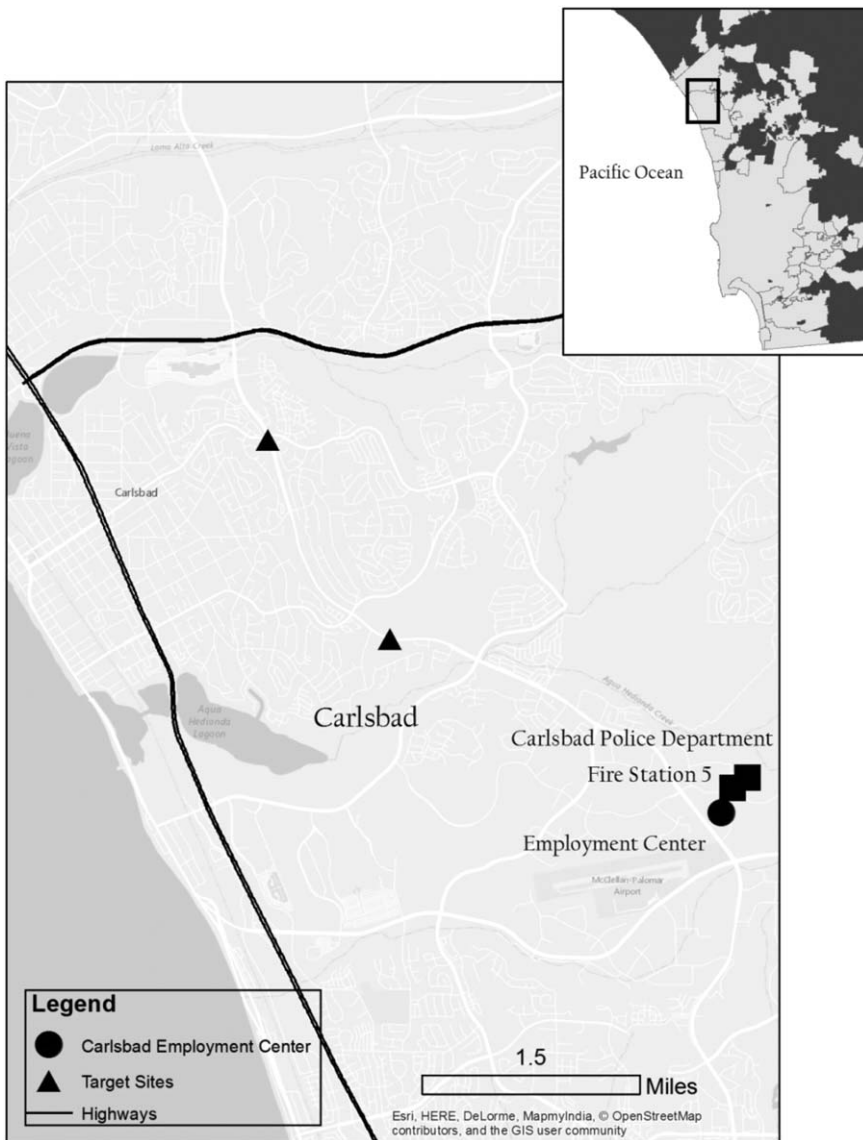 Pacific Ocean
Loma Alta Creek
Buena
Vista
Lagoon
Carlsbad
Agua
Hedionda
Lagoon
Carlsbad
Agua Hedionda Creek
Carlsbad Police Department
Fire Station 5
Employment Center
McClellan-Palomar
Airport
Legend
Carlsbad Employment Center
Target Sites
Highways
1.5
Miles
Esri, HERE, DeLorme, MapmyIndia, © OpenStreetMap
contributors, and the GIS user community